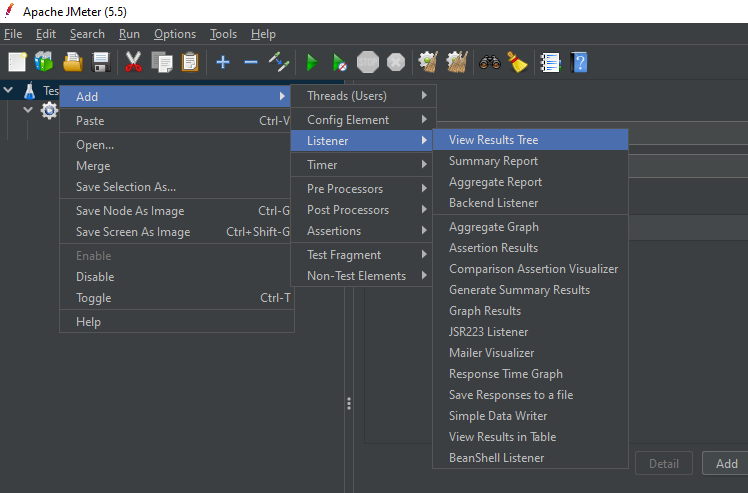 Apache JMeter (5.5)
File Edit Search Run Options Tools Help
Tes
Add
Paste Ctrl-V
Open...
Merge
Save Selection As...
Save Node As Image Ctrl-G
Save Screen As Image Ctrl+Shift-G
Enable
Disable
Toggle Ctrl-T
Help
Threads (Users)
Config Element
Listener
Timer
Pre Processors
Post Processors
Assertions
Test Fragment
Non-Test Elements
View Results Tree
Summary Report
Aggregate Report
Backend Listener
Aggregate Graph
Assertion Results
Comparison Assertion Visualizer
Generate Summary Results
Graph Results
JSR223 Listener
Mailer Visualizer
Response Time Graph
Save Responses to a file
Simple Data Writer
View Results in Table
BeanShell Listener
Detail Add